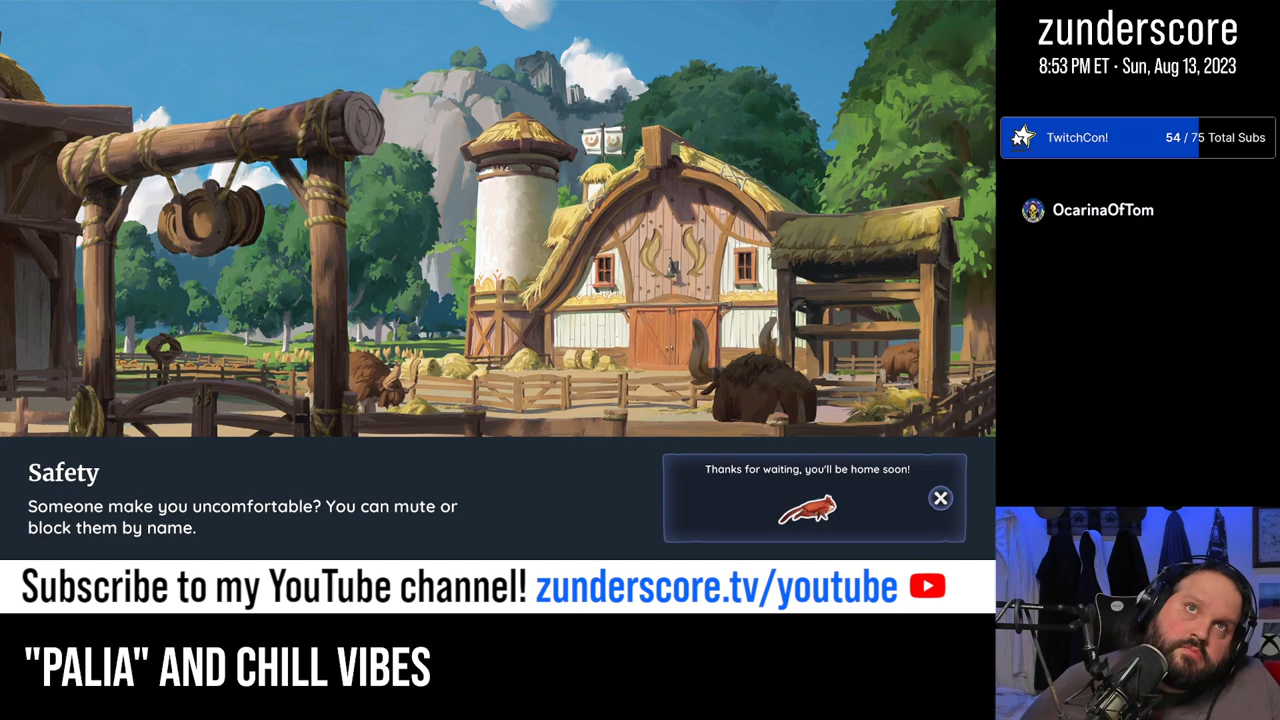 zunderscore
8:53 PM ET · Sun, Aug 13, 2023
TwitchCon!
54 / 75 Total Subs
OcarinaOfTom
Safety
Someone make you uncomfortable? You can mute or
block them by name.
Thanks for waiting, you'll be home soon!
Subscribe to my YouTube channel! zunderscore.tv/youtube
"PALIA" AND CHILL VIBES